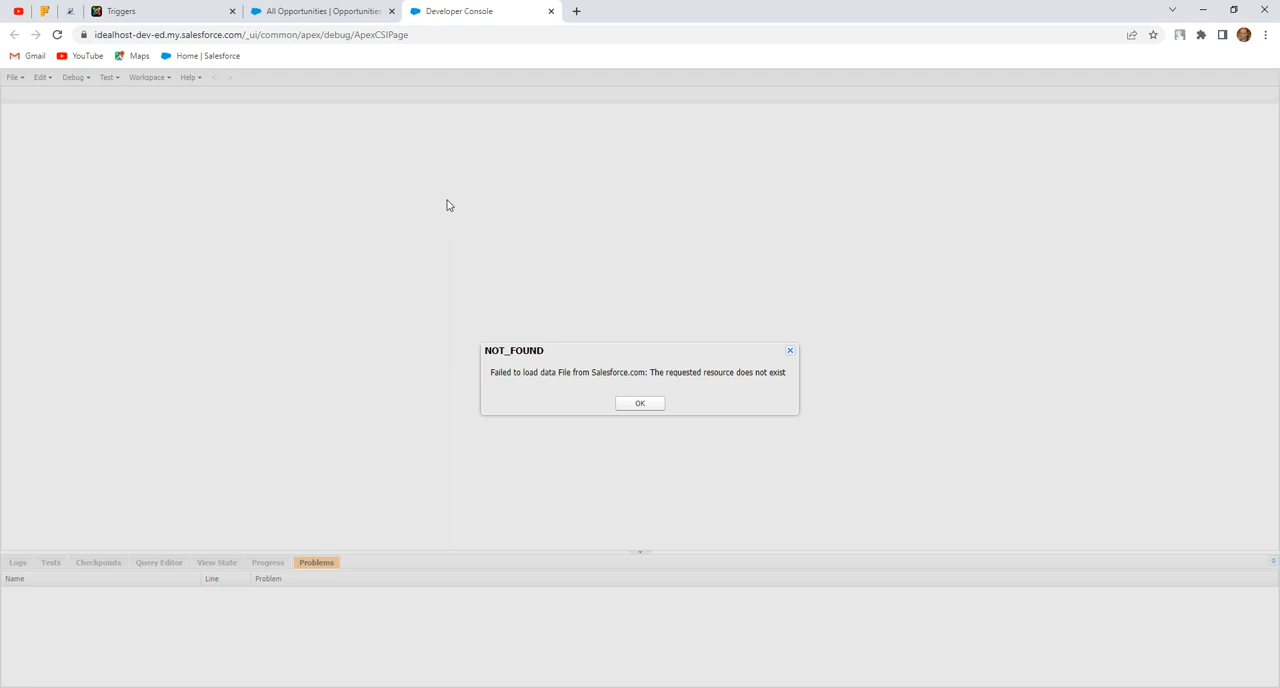 Triggers
All Opportunities | Opportunities
Developer Console
idealhost-dev-ed.my.salesforce.com/_ui/common/apex/debug/ApexCSIPage
Gmail YouTube Maps Home | Salesforce
File Edit Debug Test Workspace Help < >
NOT_FOUND
Failed to load data File from Salesforce.com: The requested resource does not exist
OK
Logs Tests Checkpoints Query Editor View State Progress Problems
Name Line Problem